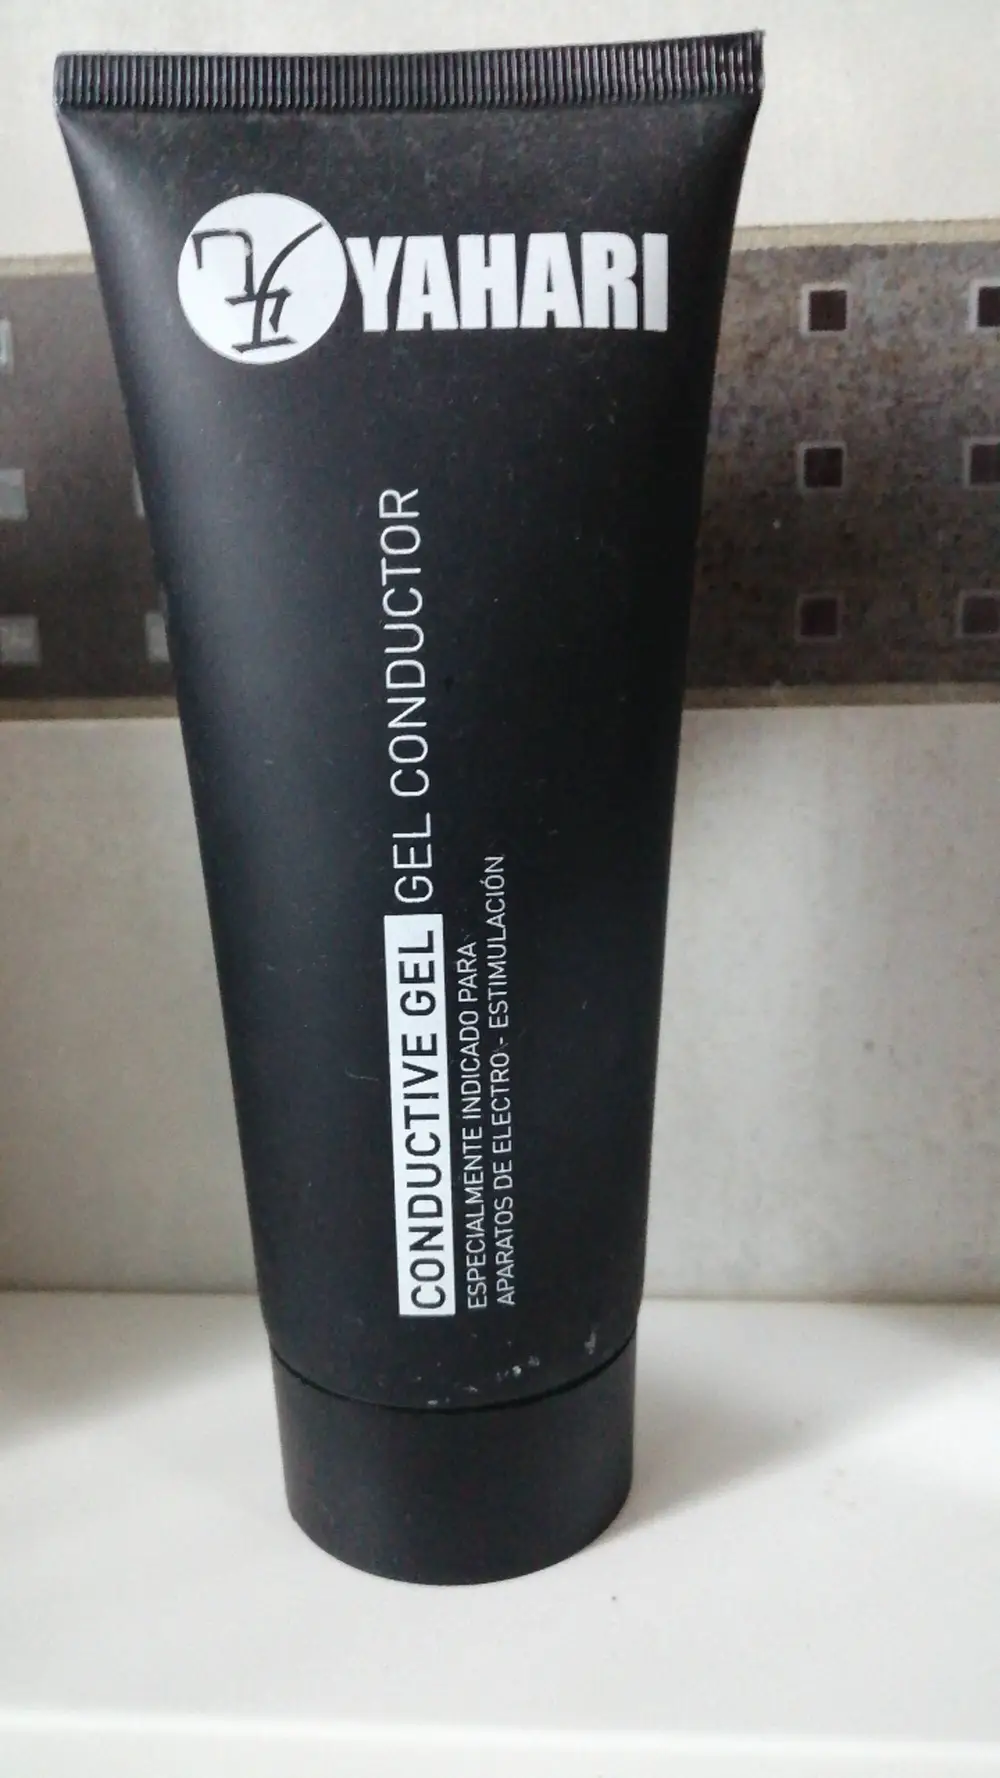 YAHARI
CONDUCTIVE GEL GEL CONDUCTOR
ESPECIALMENTE INDICADO PARA
APARATOS DE ELECTRO - ESTIMULACIÓN